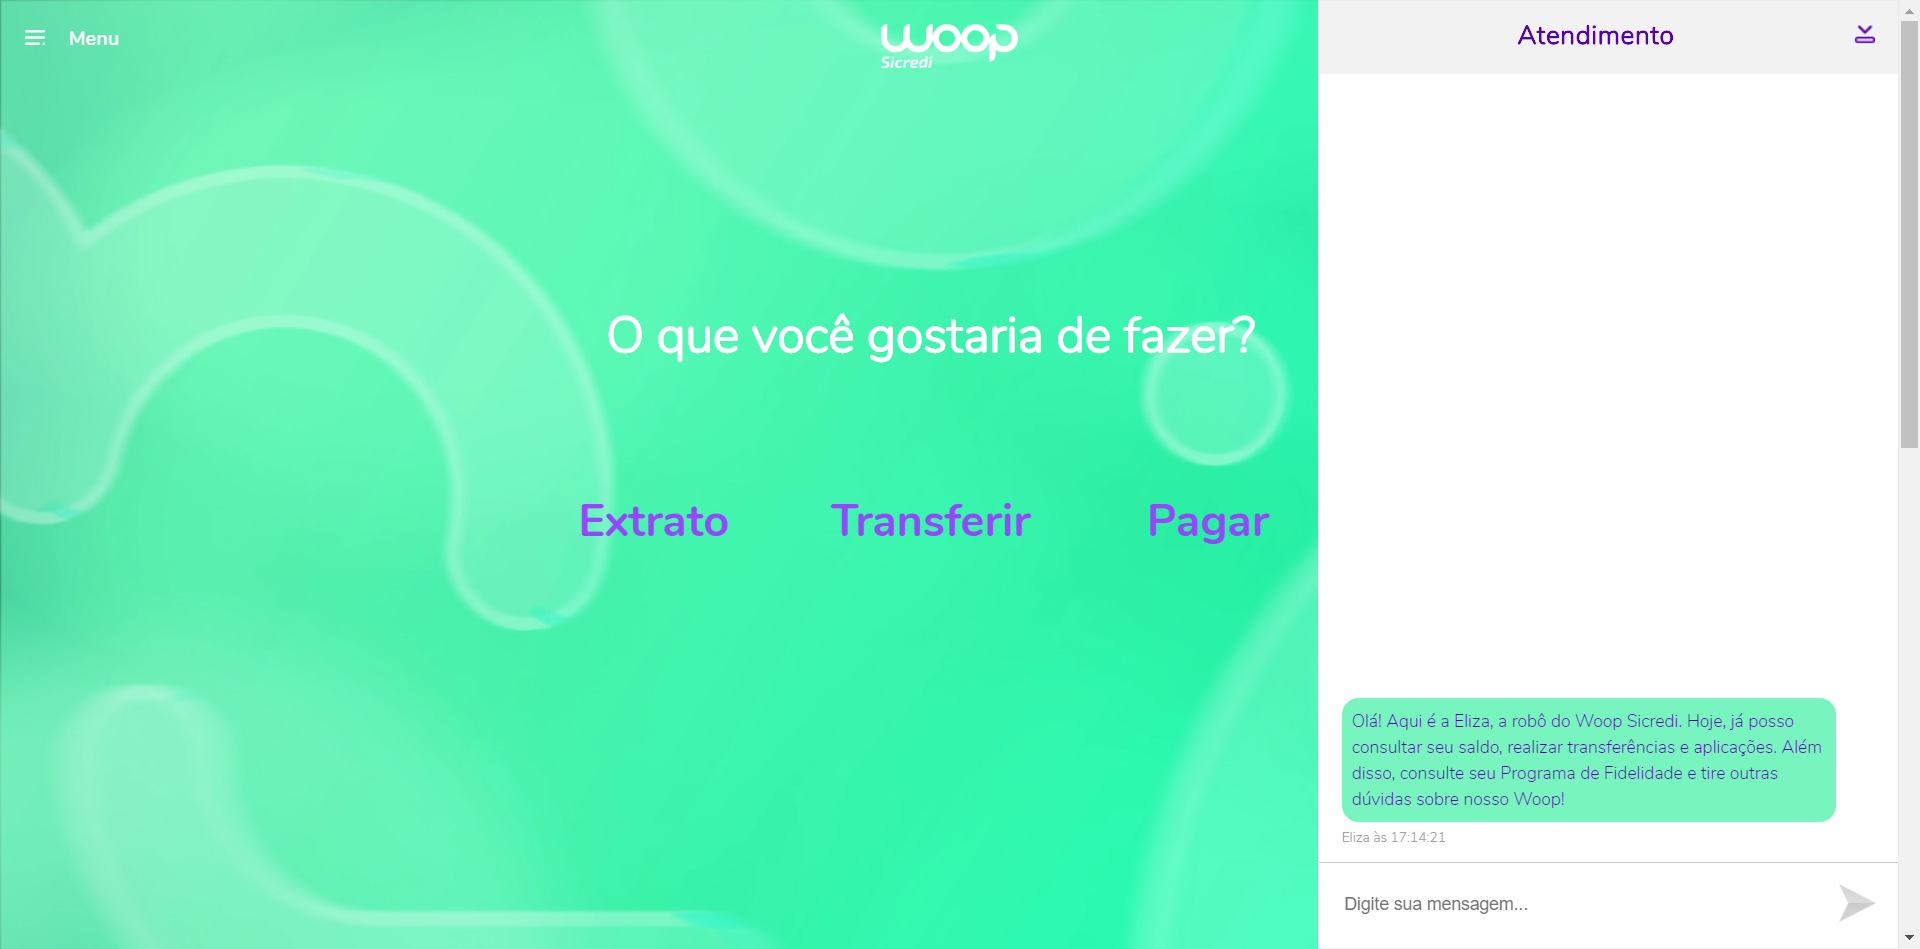 Menu
woop
Sicredi
O que você gostaria de fazer?
Extrato
Transferir
Pagar
Atendimento
Olá! Aqui é a Eliza, a robô do Woop Sicredi. Hoje, já posso
consultar seu saldo, realizar transferências e aplicações. Além
disso, consulte seu Programa de Fidelidade e tire outras
dúvidas sobre nosso Woop!
Eliza às 17:14:21
Digite sua mensagem...